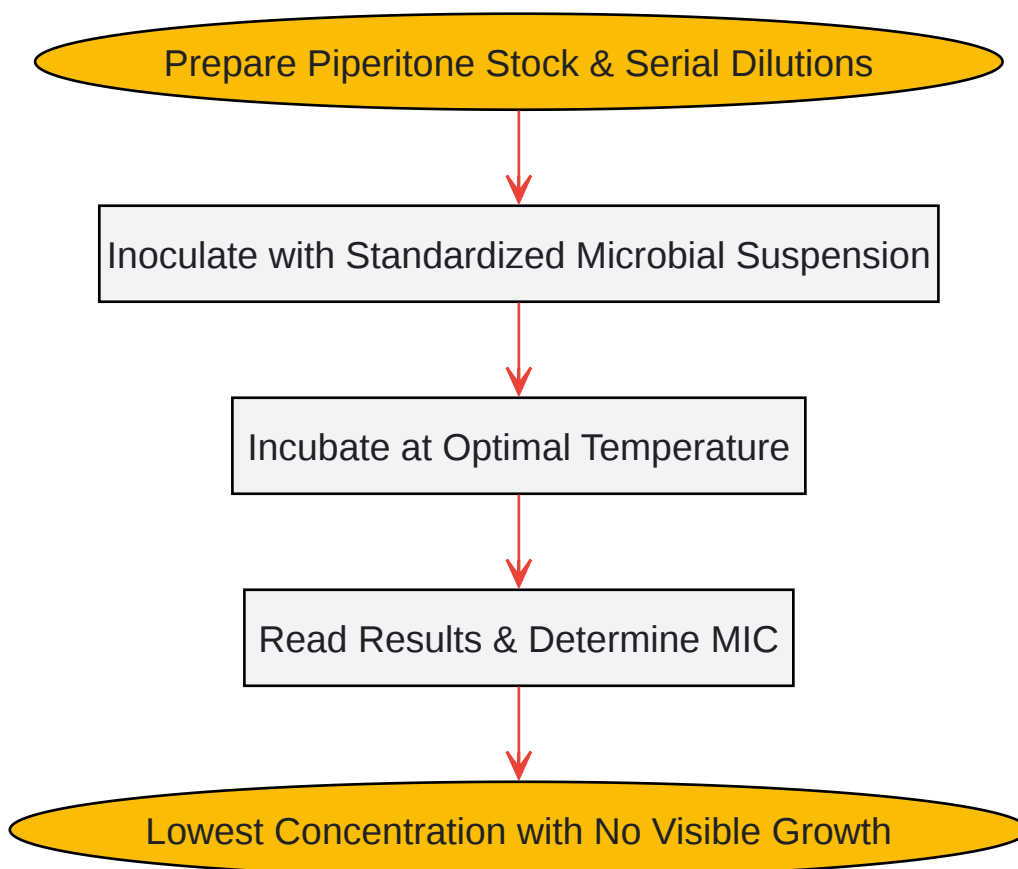 Prepare Piperitone Stock & Serial Dilutions
Inoculate with Standardized Microbial Suspension
Incubate at Optimal Temperature
Read Results & Determine MIC
Lowest Concentration with No Visible Growth